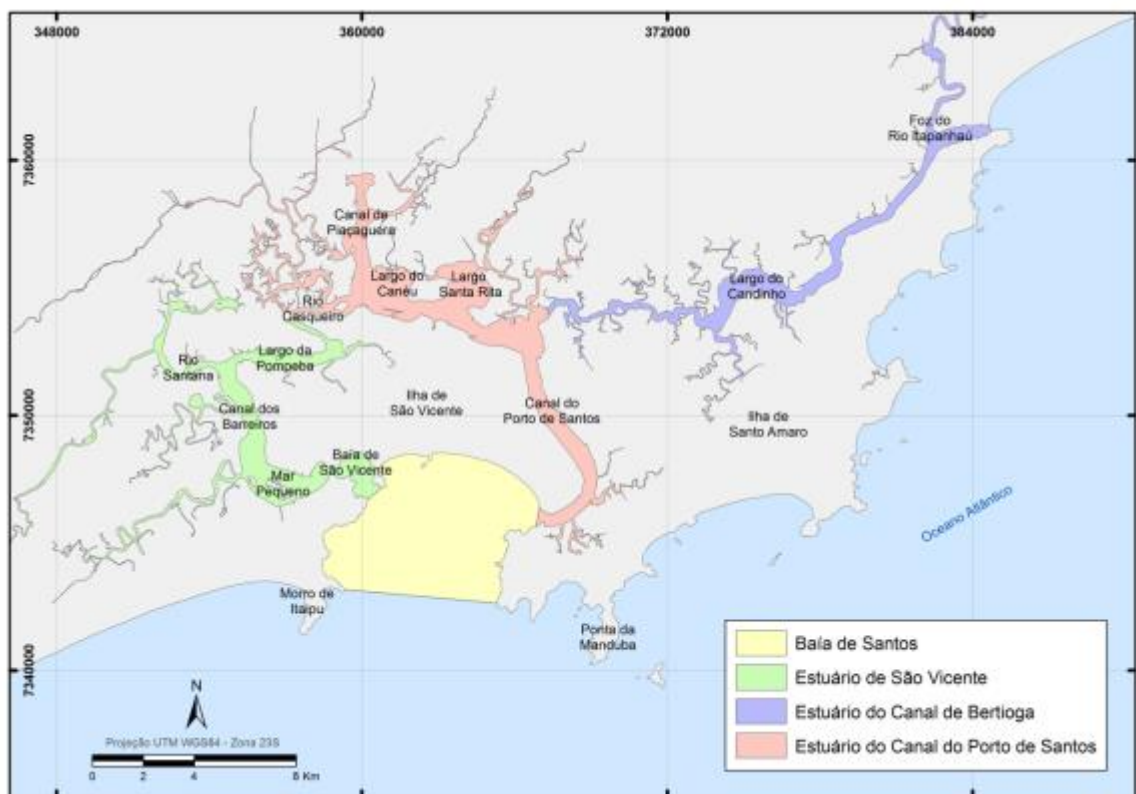 348000
360000
372000
384000
7360000
7350000
7340000
Foz do
Rio Itapanhaú
Canal de
Piaçaguera
Largo do
Canéu
Largo
Santa Rita
Largo do
Candinho
Rio
Casqueiro
Rio
Santana
Largo da
Pompeba
Ilha de
São Vicente
Canal dos
Barreiros
Canal do
Porto de Santos
Ilha de
Santo Amaro
Baía de
São Vicente
Mar
Pequeno
Oceano Atlântico
Morro de
Itaipu
Ponta da
Manduba
Baía de Santos
Estuário de São Vicente
Estuário do Canal de Bertioga
Estuário do Canal do Porto de Santos
N
Projeção UTM WGS84 - Zona 23S
0 2 4 8 Km